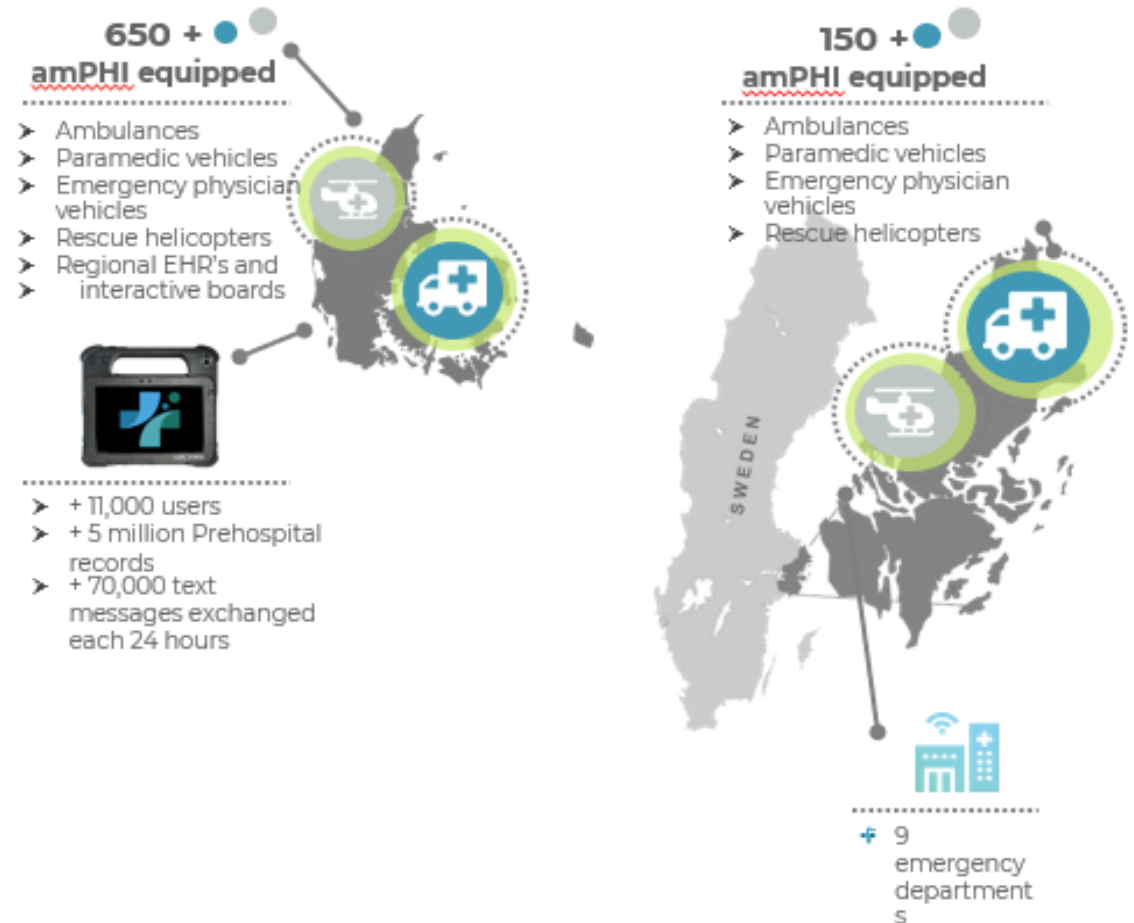 650 +
amPHI equipped
Ambulances
Paramedic vehicles
Emergency physician
vehicles
Rescue helicopters
Regional EHR's and
interactive boards
+ 11,000 users
+ 5 million Prehospital
records
+ 70,000 text
messages exchanged
each 24 hours
150 +
amPHI equipped
Ambulances
Paramedic vehicles
Emergency physician
vehicles
Rescue helicopters
SWEDEN
9
emergency
department
s